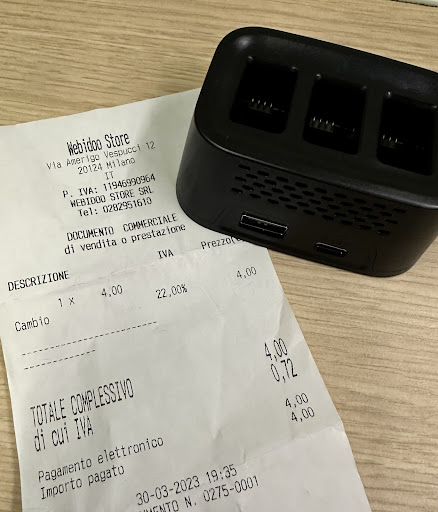 Webidoo Store
Via Amerigo Vespucci 12
20124 Milano
IT
P. IVA: 11946990964
WEBIDOO STORE SRL
Tel: 0282951610
DOCUMENTO COMMERCIALE
di vendita o prestazione
DESCRIZIONE IVA
1 x 4,00
Cambio 22,00% 4,00
--------------------
-----------
TOTALE COMPLESSIVO 4,00
di cui IVA 0,72
Pagamento elettronico 4,00
Importo pagato 4,00
30-03-2023 19:35
N. 0275-0001